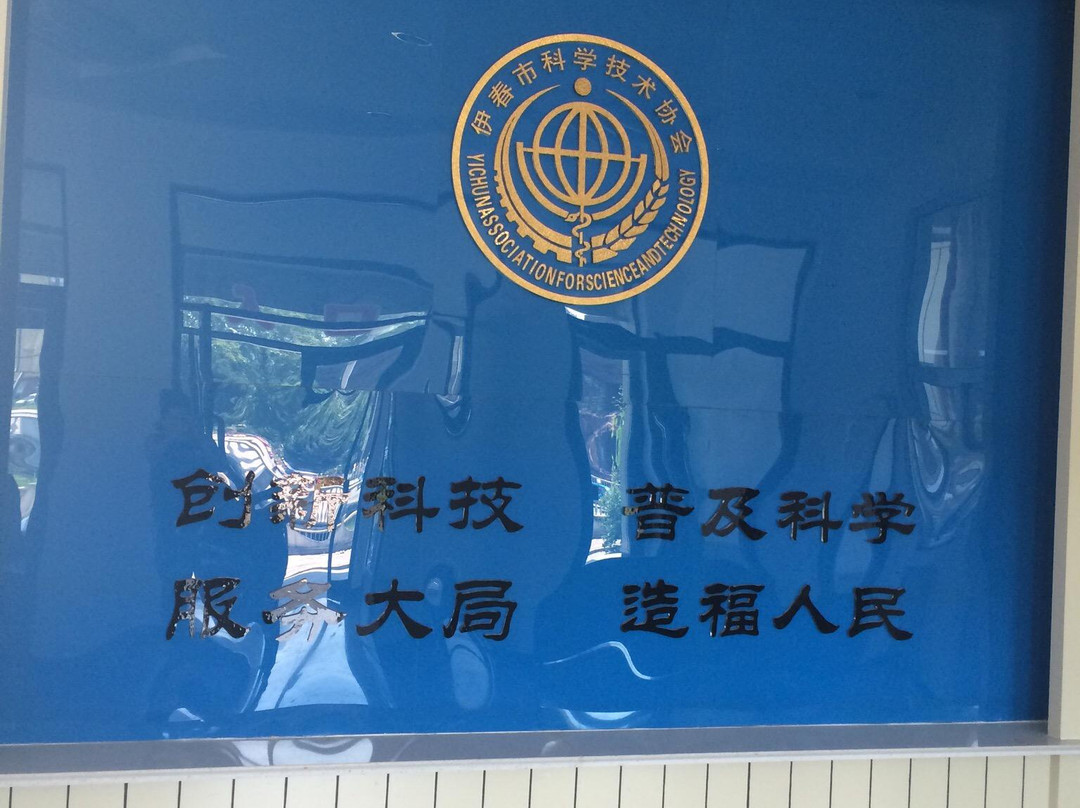 伊春市科学技术协会
YICHUNASSOCIATIONFORSCIENCEANDTECHNOLOGY
创新科技 普及科学
服务大局 造福人民